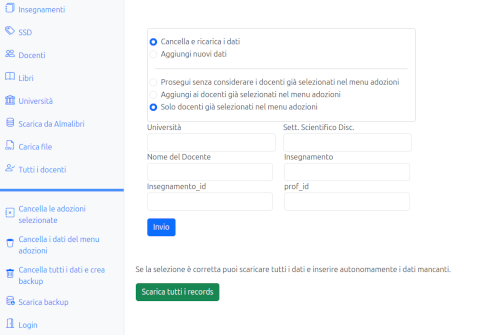 Insegnamenti
SSD
Docenti
Libri
Università
Scarica da Almalibri
Carica file
Tutti i docenti
Cancella le adozioni
selezionate
Cancella i dati del menu
adozioni
Cancella tutti i dati e crea
backup
Scarica backup
Login
Cancella e ricarica i dati
Aggiungi nuovi dati
Prosegui senza considerare i docenti già selezionati nel menu adozioni
Aggiungi ai docenti già selezionati nel menu adozioni
Solo docenti già selezionati nel menu adozioni
Università Sett. Scientifico Disc.
Nome del Docente Insegnamento
Insegnamento_id prof_id
Invio
Se la selezione è corretta puoi scaricare tutti i dati e inserire autonomamente i dati mancanti.
Scarica tutti i records